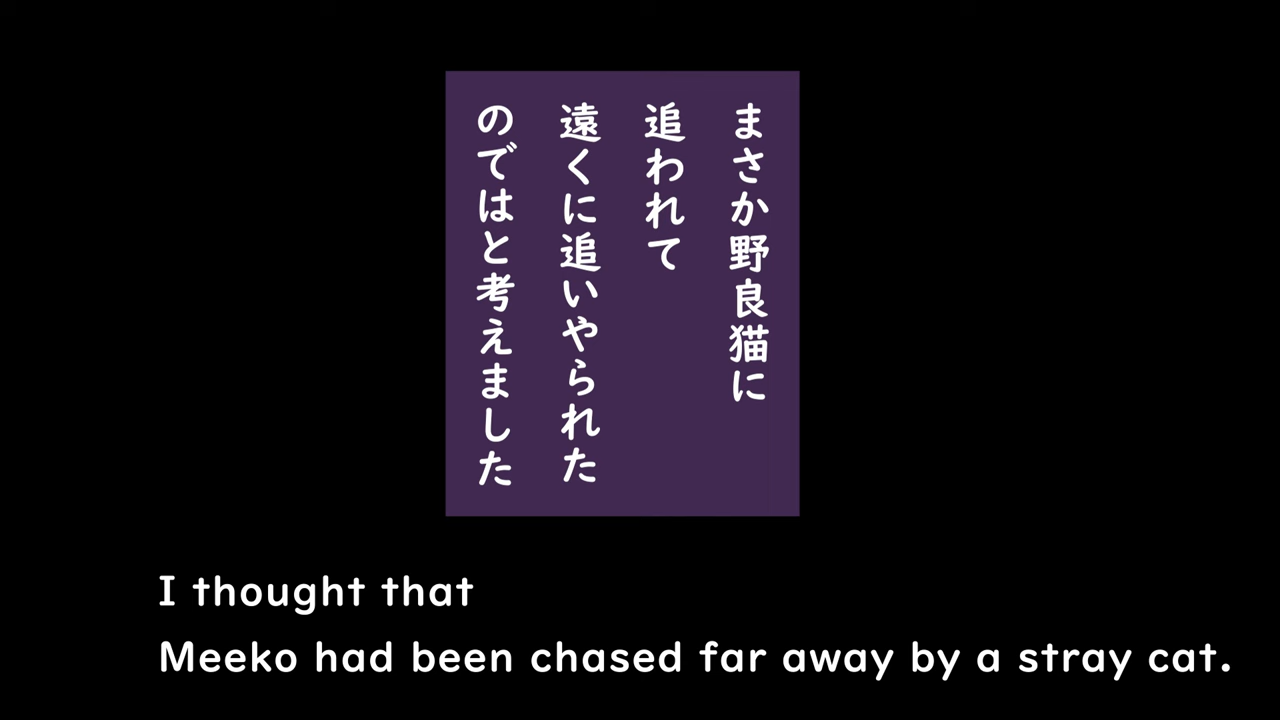 まさか野良猫に
追われて
遠くに追いやられた
のではと考えました
I thought that
Meeko had been chased far away by a stray cat.